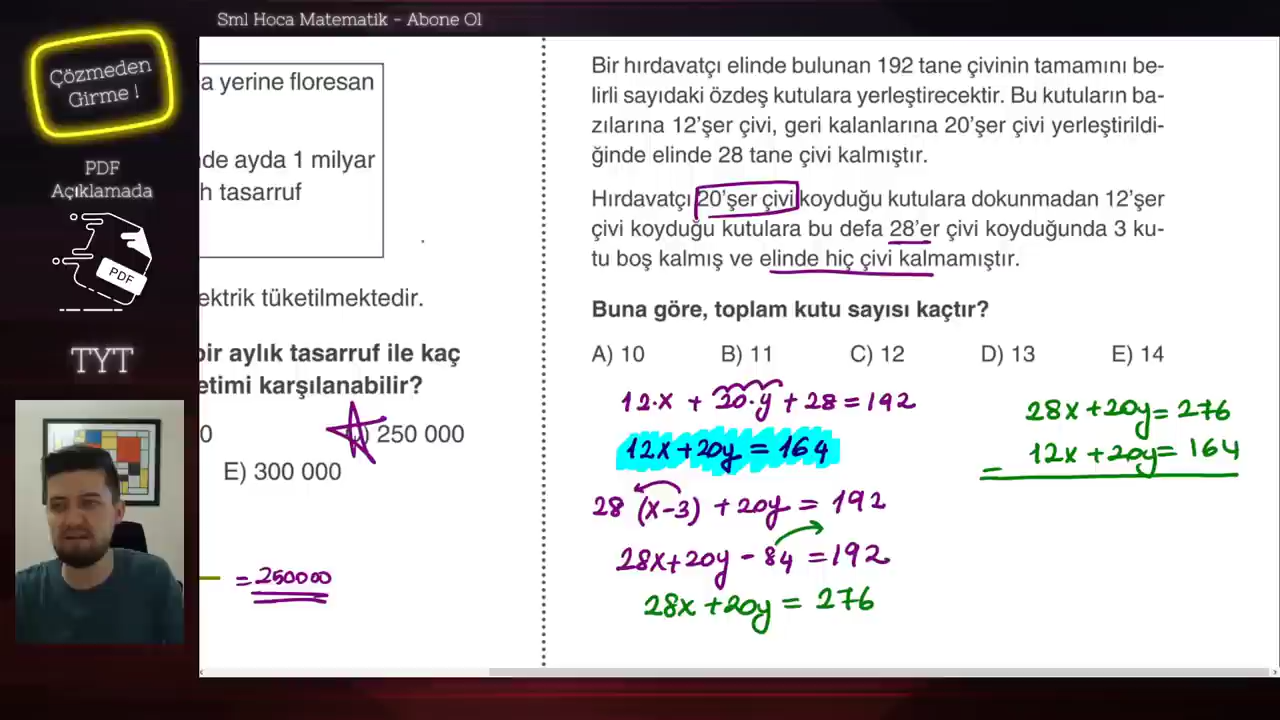 Sml Hoca Matematik - Abone Ol
Çözmeden
Girme !
PDF
Açıklamada
PDF
TYT
a yerine floresan
de ayda 1 milyar
h tasarruf
ektrik tüketilmektedir.
bir aylık tasarruf ile kaç
etimi karşılanabilir?
0
250 000
E) 300 000
= 250000
Bir hırdavatçı elinde bulunan 192 tane çivinin tamamını be-
lirli sayıdaki özdeş kutulara yerleştirecektir. Bu kutuların ba-
zılarına 12'şer çivi, geri kalanlarına 20'şer çivi yerleştirildi-
ğinde elinde 28 tane çivi kalmıştır.
Hırdavatçı 20'şer çivi koyduğu kutulara dokunmadan 12'şer
çivi koyduğu kutulara bu defa 28'er çivi koyduğunda 3 ku-
tu boş kalmış ve elinde hiç çivi kalmamıştır.
Buna göre, toplam kutu sayısı kaçtır?
A) 10 B) 11 C) 12 D) 13 E) 14
12·x + 20·y + 28 = 192
12x + 20y = 164
28 (x-3) + 20y = 192
28x + 20y - 84 = 192
28x + 20y = 276
28x + 20y = 276
12x + 20y = 164
-